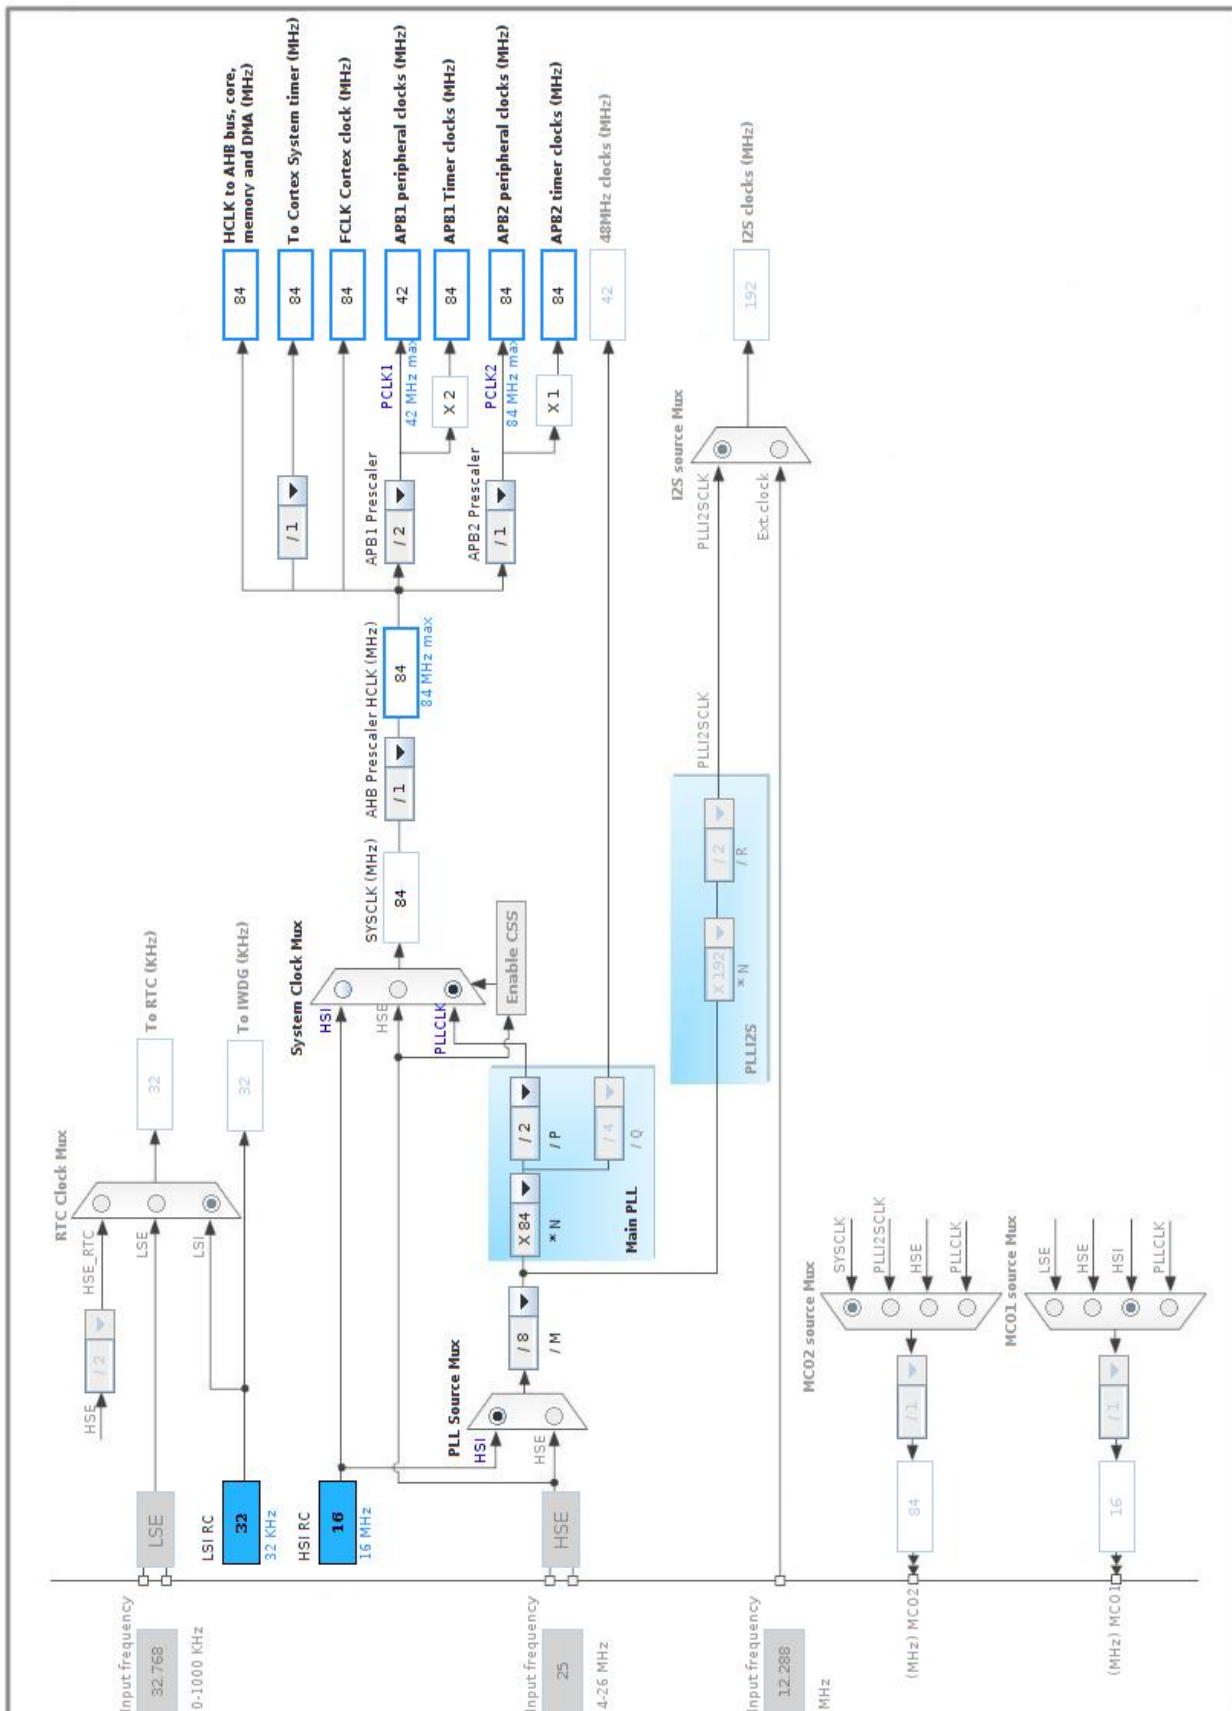 RTC Clock Mux
HSE
/ 2
HSE_RTC
LSE
LSI
32
To RTC (KHz)
Input frequency
32.768
0-1000 KHz
LSE
LSI RC
32
32 KHz
32
To IWDG (KHz)
HSI RC
16
16 MHz
System Clock Mux
HSI
HSE
PLLCLK
Enable CSS
SYSCLK (MHz)
84
AHB Prescaler
/ 1
HCLK (MHz)
84
84 MHz max
84
HCLK to AHB bus, core,
memory and DMA (MHz)
/ 1
84
To Cortex System timer (MHz)
84
FCLK Cortex clock (MHz)
APB1 Prescaler
/ 2
PCLK1
42 MHz max
42
APB1 peripheral clocks (MHz)
X 2
84
APB1 Timer clocks (MHz)
APB2 Prescaler
/ 1
PCLK2
84 MHz max
84
APB2 peripheral clocks (MHz)
X 1
84
APB2 timer clocks (MHz)
42
48MHz clocks (MHz)
PLL Source Mux
HSI
HSE
Input frequency
25
4-26 MHz
HSE
/ 8
/ M
X 84
* N
/ 2
/ P
/ 4
/ Q
Main PLL
X 192
* N
/ 2
/ R
PLLI2S
PLLI2SCLK
I2S source Mux
PLLI2SCLK
Ext.clock
192
I2S clocks (MHz)
Input frequency
12.288
MHz
MCO2 source Mux
SYSCLK
PLLI2SCLK
HSE
PLLCLK
/ 1
84
(MHz) MCO2
MCO1 source Mux
LSE
HSE
HSI
PLLCLK
/ 1
16
(MHz) MCO1